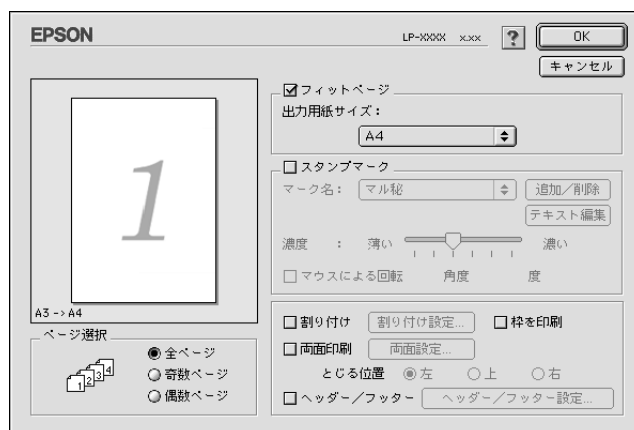 EPSON
LP-XXXX x.xx ? OK
キャンセル
1
A3 -> A4
ページ選択
1 2 3 4
全ページ
奇数ページ
偶数ページ
フィットページ
出力用紙サイズ：
A4
スタンプマーク
マーク名： マル秘 追加／削除
テキスト編集
濃度 ： 薄い 濃い
マウスによる回転 角度 度
割り付け 割り付け設定... 枠を印刷
両面印刷 両面設定...
とじる位置 左 上 右
ヘッダー／フッター ヘッダー／フッター設定...